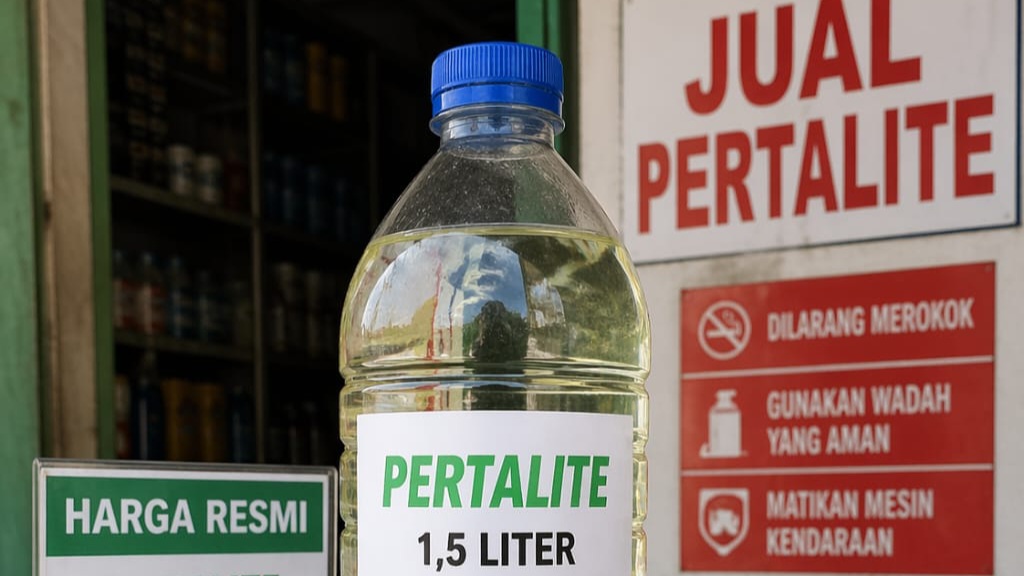 JUAL
PERTALITE
DILARANG MEROKOK
GUNAKAN WADAH
YANG AMAN
MATIKAN MESIN
KENDARAAN
HARGA RESMI
PERTALITE
1,5 LITER